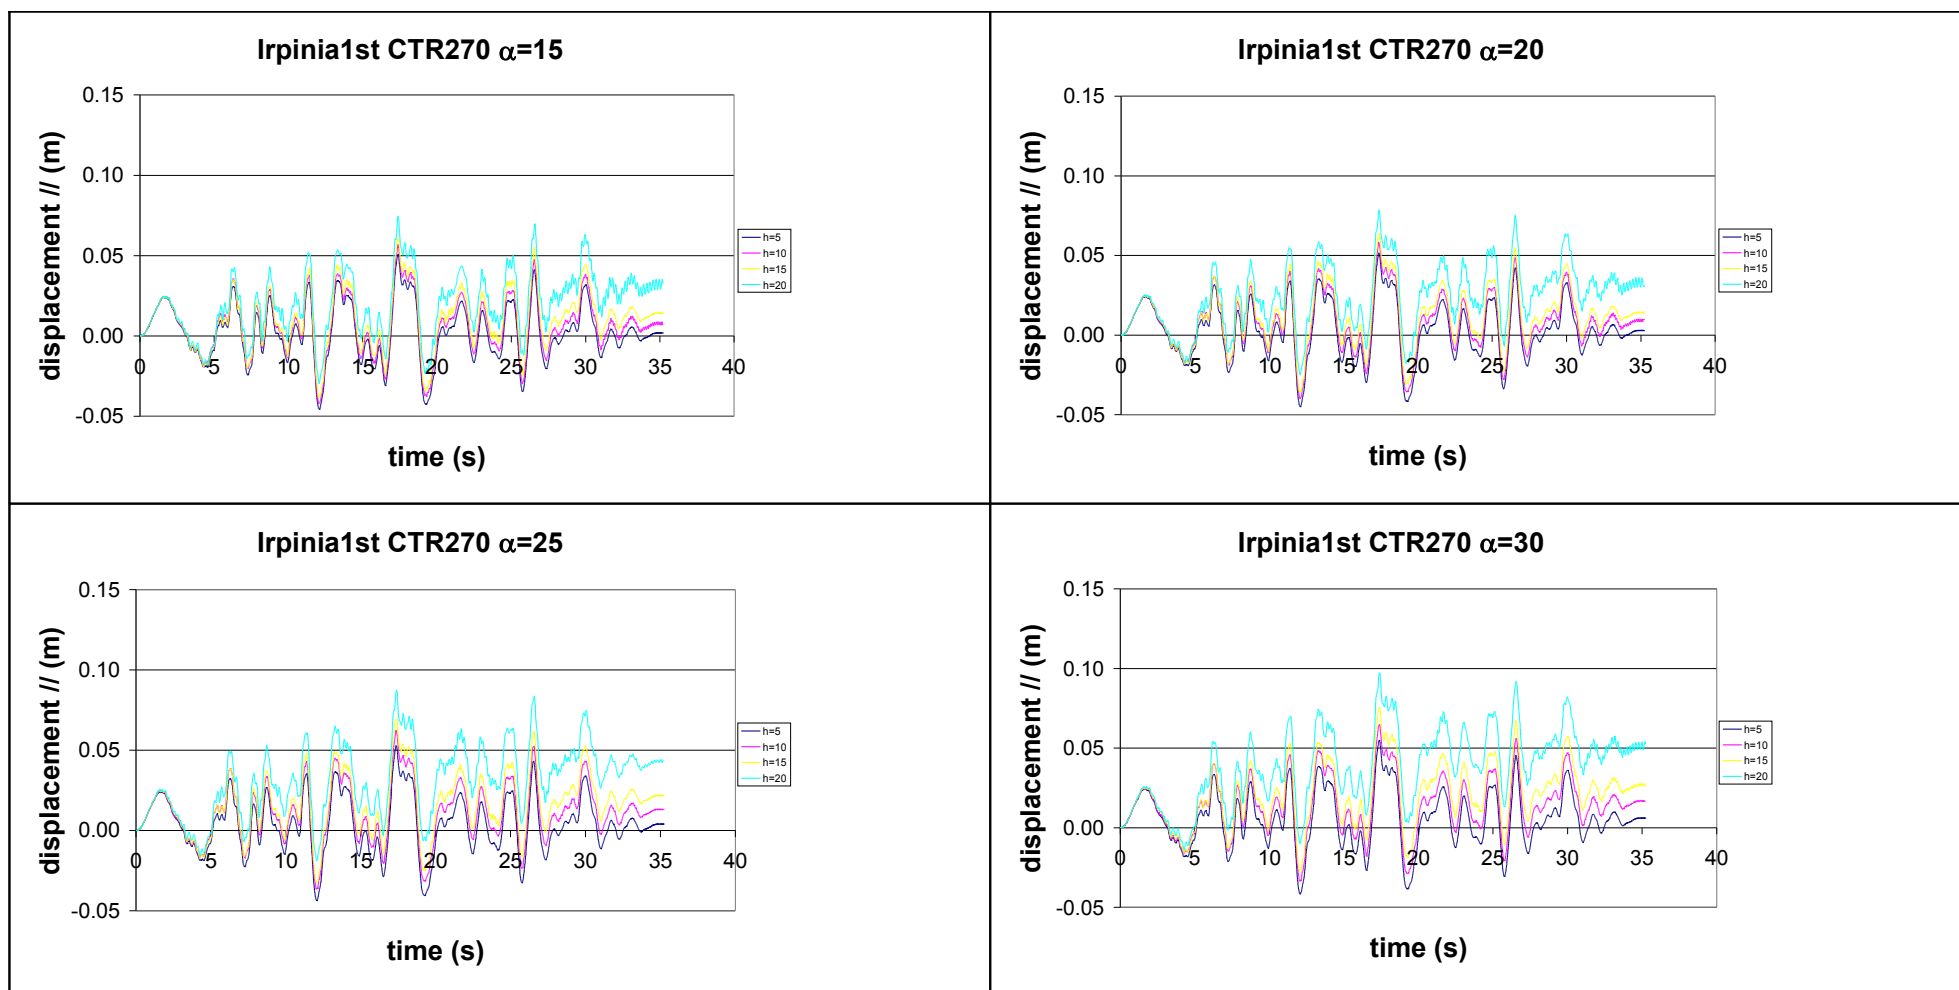 Irpinia1st CTR270 α=15
0.15
0.10
0.05
0.00
-0.05
0 5 10 15 20 25 30 35 40
displacement // (m)
time (s)
h=5
h=10
h=15
h=20
Irpinia1st CTR270 α=20
0.15
0.10
0.05
0.00
-0.05
0 5 10 15 20 25 30 35 40
displacement // (m)
time (s)
h=5
h=10
h=15
h=20
Irpinia1st CTR270 α=25
0.15
0.10
0.05
0.00
-0.05
0 5 10 15 20 25 30 35 40
displacement // (m)
time (s)
h=5
h=10
h=15
h=20
Irpinia1st CTR270 α=30
0.15
0.10
0.05
0.00
-0.05
0 5 10 15 20 25 30 35 40
displacement // (m)
time (s)
h=5
h=10
h=15
h=20